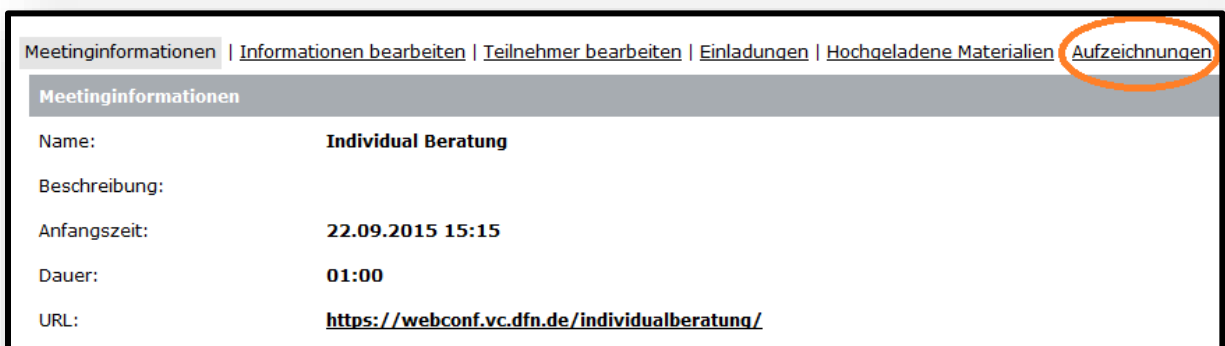 Meetinginformationen | Informationen bearbeiten | Teilnehmer bearbeiten | Einladungen | Hochgeladene Materialien Aufzeichnungen
Meetinginformationen
Name: Individual Beratung
Beschreibung:
Anfangszeit: 22.09.2015 15:15
Dauer: 01:00
URL: https://webconf.vc.dfn.de/individualberatung/